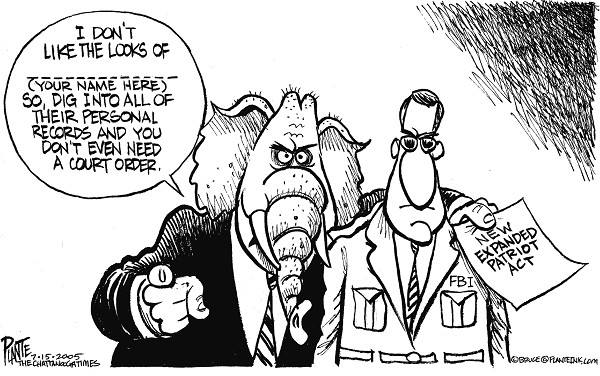 I DON'T
LIKE THE LOOKS OF
(YOUR NAME HERE)
SO, DIG INTO ALL OF
THEIR PERSONAL
RECORDS AND YOU
DON'T EVEN NEED
A COURT ORDER.
NEW
EXPANDED
PATRIOT
ACT
FBI
PLANTE
7-15-2005
THE CHATTANOOGA TIMES
©BRUCE@PLANTEINK.COM